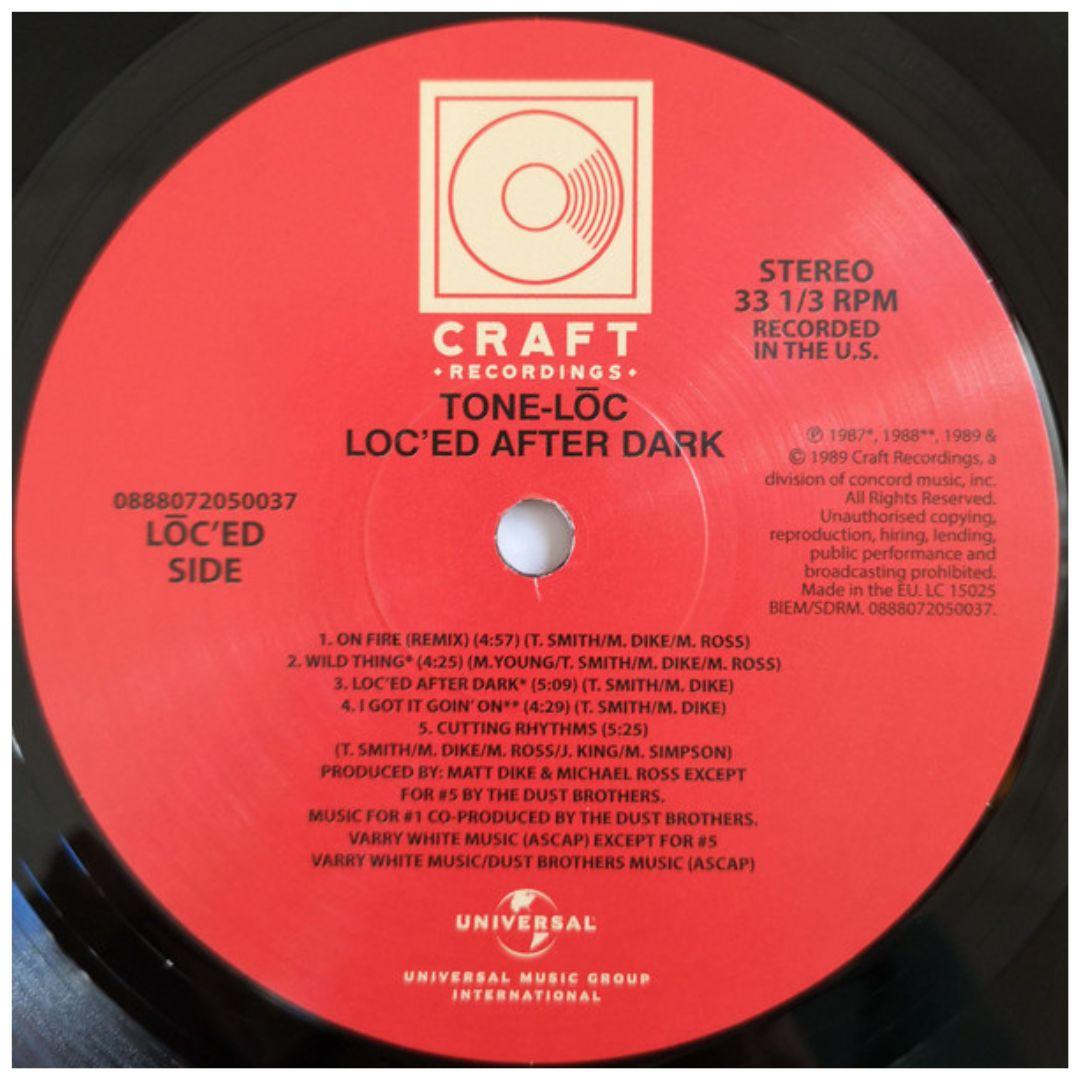 CRAFT
• RECORDINGS •
TONE-LŌC
LOC'ED AFTER DARK
STEREO
33 1/3 RPM
RECORDED
IN THE U.S.
℗ 1987*, 1988**, 1989 &
© 1989 Craft Recordings, a
division of concord music, inc.
All Rights Reserved.
Unauthorised copying,
reproduction, hiring, lending,
public performance and
broadcasting prohibited.
Made in the EU. LC 15025
BIEM/SDRM. 0888072050037.
0888072050037
LŌC'ED
SIDE
1. ON FIRE (REMIX) (4:57) (T. SMITH/M. DIKE/M. ROSS)
2. WILD THING* (4:25) (M.YOUNG/T. SMITH/M. DIKE/M. ROSS)
3. LOC'ED AFTER DARK* (5:09) (T. SMITH/M. DIKE)
4. I GOT IT GOIN' ON** (4:29) (T. SMITH/M. DIKE)
5. CUTTING RHYTHMS (5:25)
(T. SMITH/M. DIKE/M. ROSS/J. KING/M. SIMPSON)
PRODUCED BY: MATT DIKE & MICHAEL ROSS EXCEPT
FOR #5 BY THE DUST BROTHERS.
MUSIC FOR #1 CO-PRODUCED BY THE DUST BROTHERS.
VARRY WHITE MUSIC (ASCAP) EXCEPT FOR #5
VARRY WHITE MUSIC/DUST BROTHERS MUSIC (ASCAP)
UNIVERSAL
UNIVERSAL MUSIC GROUP
INTERNATIONAL